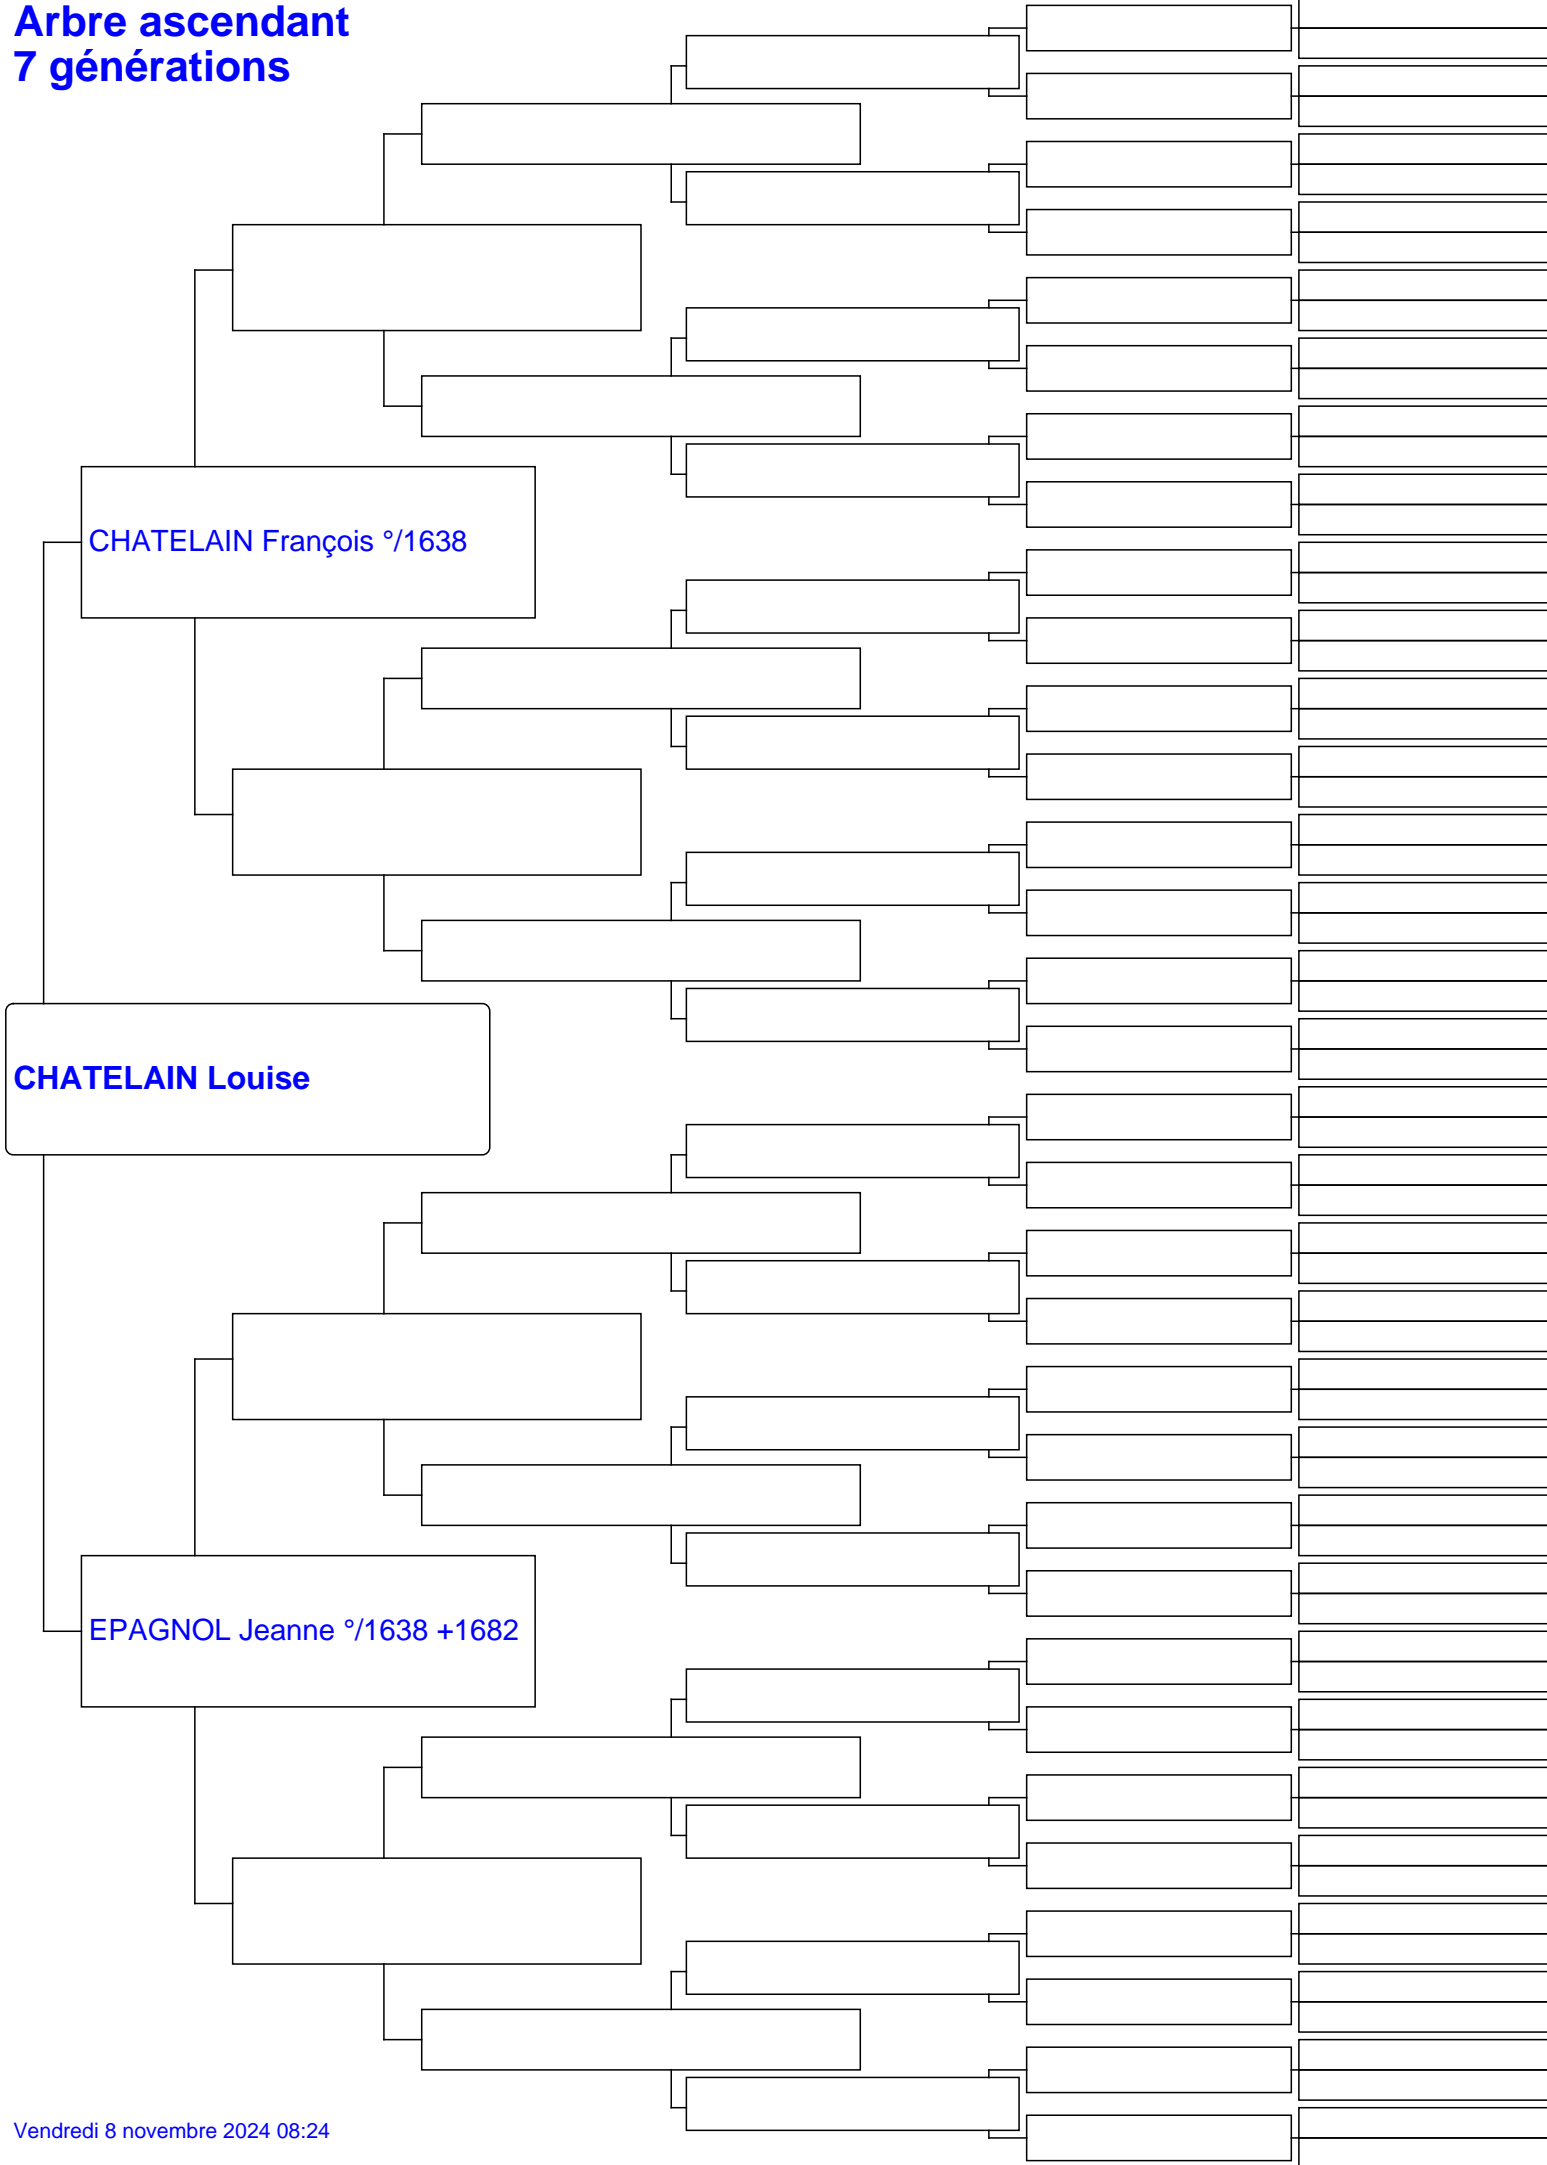 Arbre ascendant
7 générations
CHATELAIN François °/1638
CHATELAIN Louise
EPAGNOL Jeanne °/1638 +1682
Vendredi 8 novembre 2024 08:24